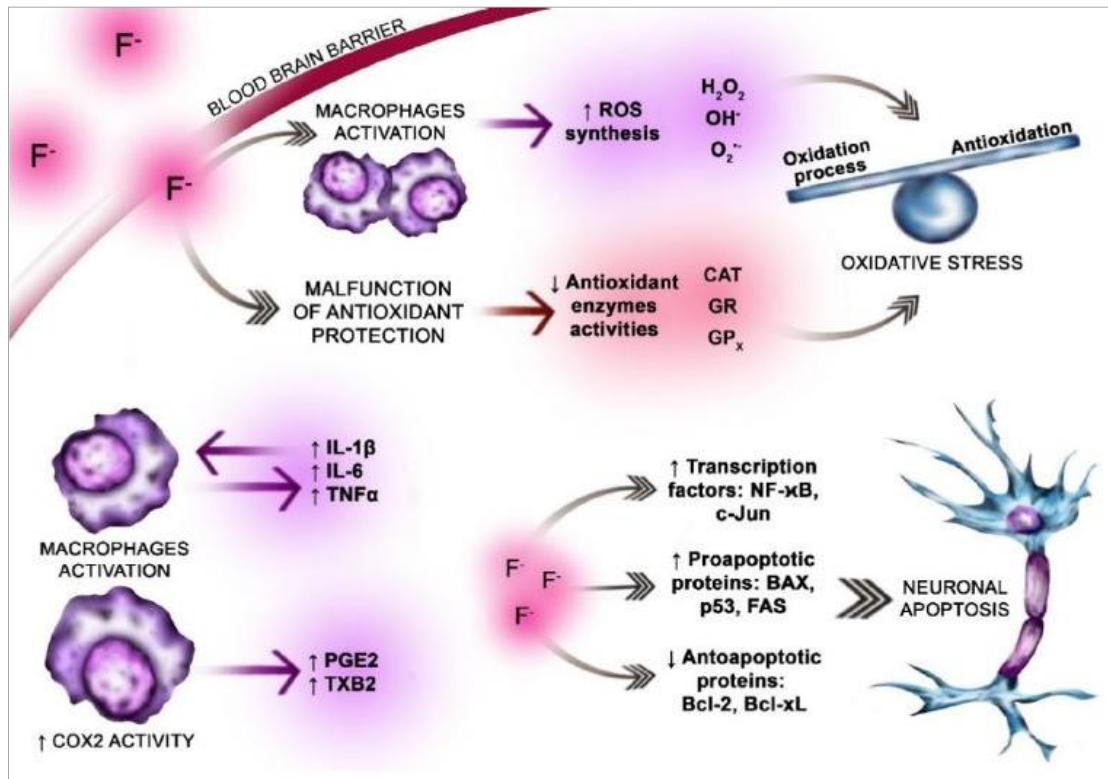 F-
BLOOD BRAIN BARRIER
F-
F-
MACROPHAGES
ACTIVATION
↑ ROS
synthesis
H₂O₂
OH•
O₂•-
Oxidation
process
Antioxidation
OXIDATIVE STRESS
MALFUNCTION
OF ANTIOXIDANT
PROTECTION
↓ Antioxidant
enzymes
activities
CAT
GR
GPₓ
↑ IL-1β
↑ IL-6
↑ TNFα
MACROPHAGES
ACTIVATION
↑ PGE2
↑ TXB2
↑ COX2 ACTIVITY
F-
F-
F-
↑ Transcription
factors: NF-ϰB,
c-Jun
↑ Proapoptotic
proteins: BAX,
p53, FAS
↓ Antoapoptotic
proteins:
Bcl-2, Bcl-xL
NEURONAL
APOPTOSIS